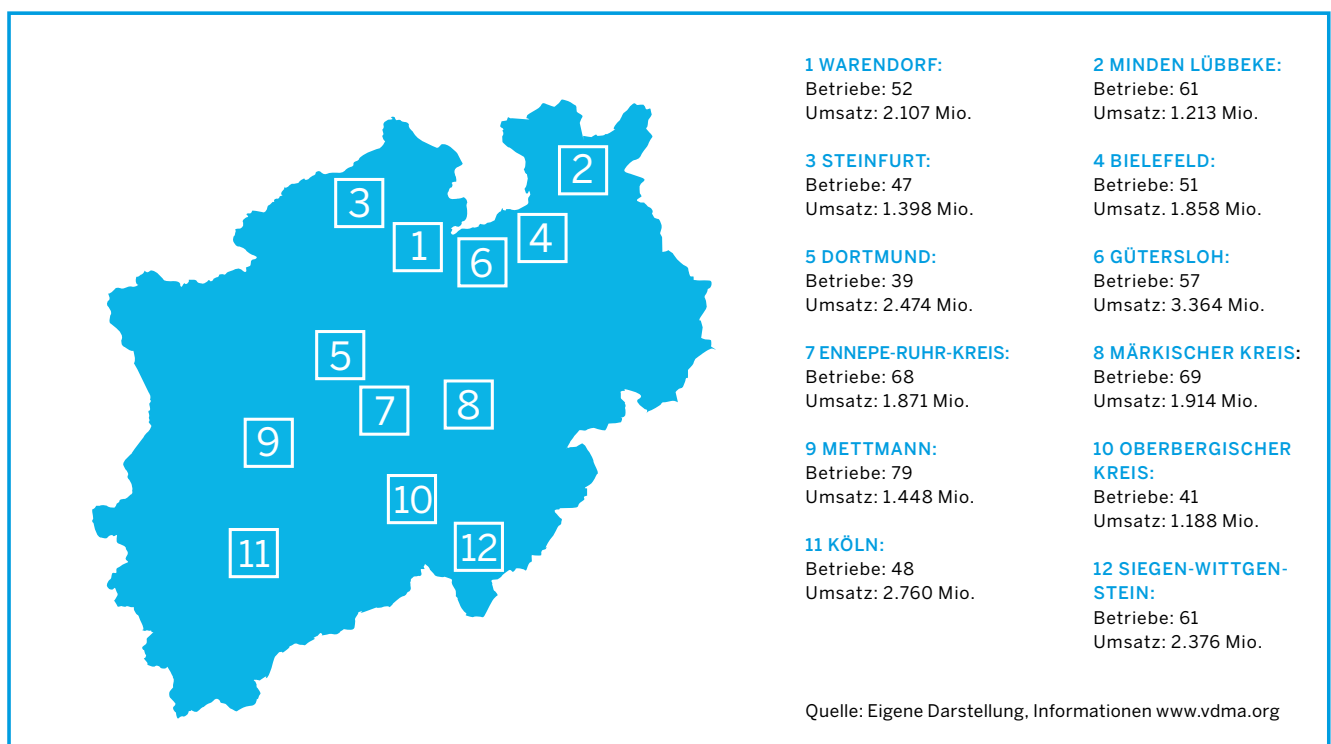 1 WARENDORF:
Betriebe: 52
Umsatz: 2.107 Mio.
2 MINDEN LÜBBEKE:
Betriebe: 61
Umsatz: 1.213 Mio.
3 STEINFURT:
Betriebe: 47
Umsatz: 1.398 Mio.
4 BIELEFELD:
Betriebe: 51
Umsatz. 1.858 Mio.
5 DORTMUND:
Betriebe: 39
Umsatz: 2.474 Mio.
6 GÜTERSLOH:
Betriebe: 57
Umsatz: 3.364 Mio.
7 ENNEPE-RUHR-KREIS:
Betriebe: 68
Umsatz: 1.871 Mio.
8 MÄRKISCHER KREIS:
Betriebe: 69
Umsatz: 1.914 Mio.
9 METTMANN:
Betriebe: 79
Umsatz: 1.448 Mio.
10 OBERBERGISCHER
KREIS:
Betriebe: 41
Umsatz: 1.188 Mio.
11 KÖLN:
Betriebe: 48
Umsatz: 2.760 Mio.
12 SIEGEN-WITTGEN-
STEIN:
Betriebe: 61
Umsatz: 2.376 Mio.
2
3
1
4
6
5
7
8
9
10
11
12
Quelle: Eigene Darstellung, Informationen www.vdma.org